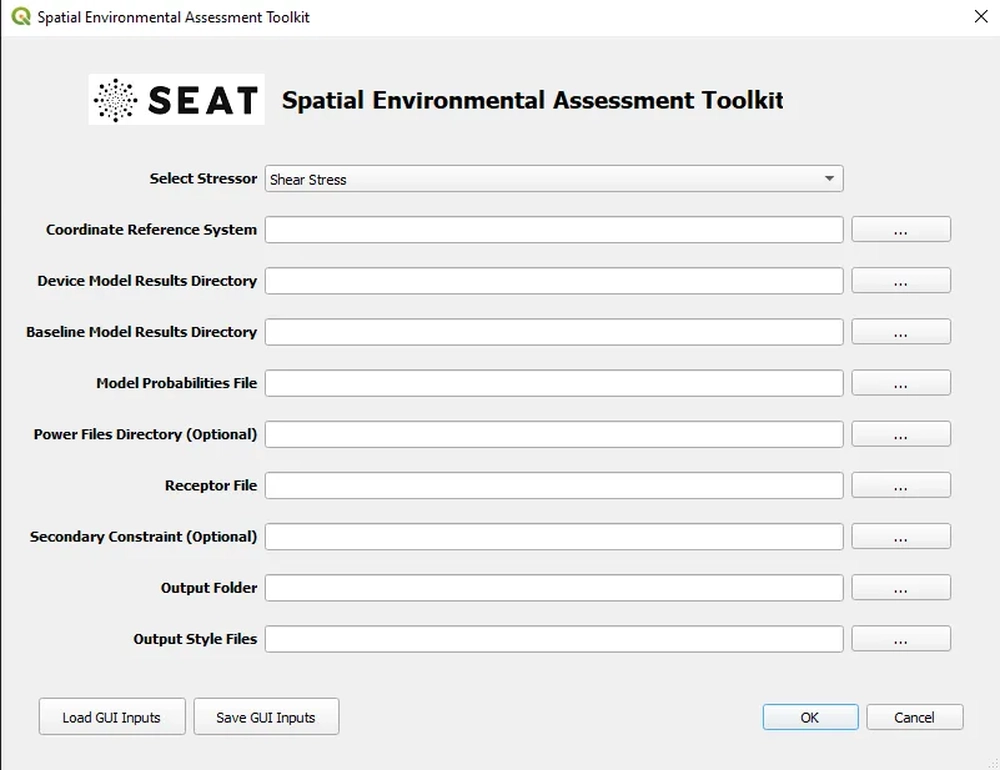 Spatial Environmental Assessment Toolkit
SEAT Spatial Environmental Assessment Toolkit
Select Stressor Shear Stress
Coordinate Reference System ...
Device Model Results Directory ...
Baseline Model Results Directory ...
Model Probabilities File ...
Power Files Directory (Optional) ...
Receptor File ...
Secondary Constraint (Optional) ...
Output Folder ...
Output Style Files ...
Load GUI Inputs Save GUI Inputs OK Cancel